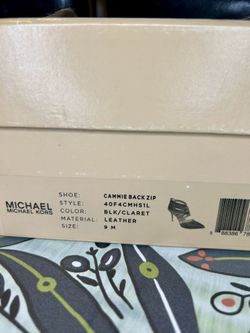 MICHAEL
MICHAEL KORS
SHOE: CAMMIE BACK ZIP
STYLE: 40F4CMHS1L
COLOR: BLK/CLARET
MATERIAL: LEATHER
SIZE: 9 M